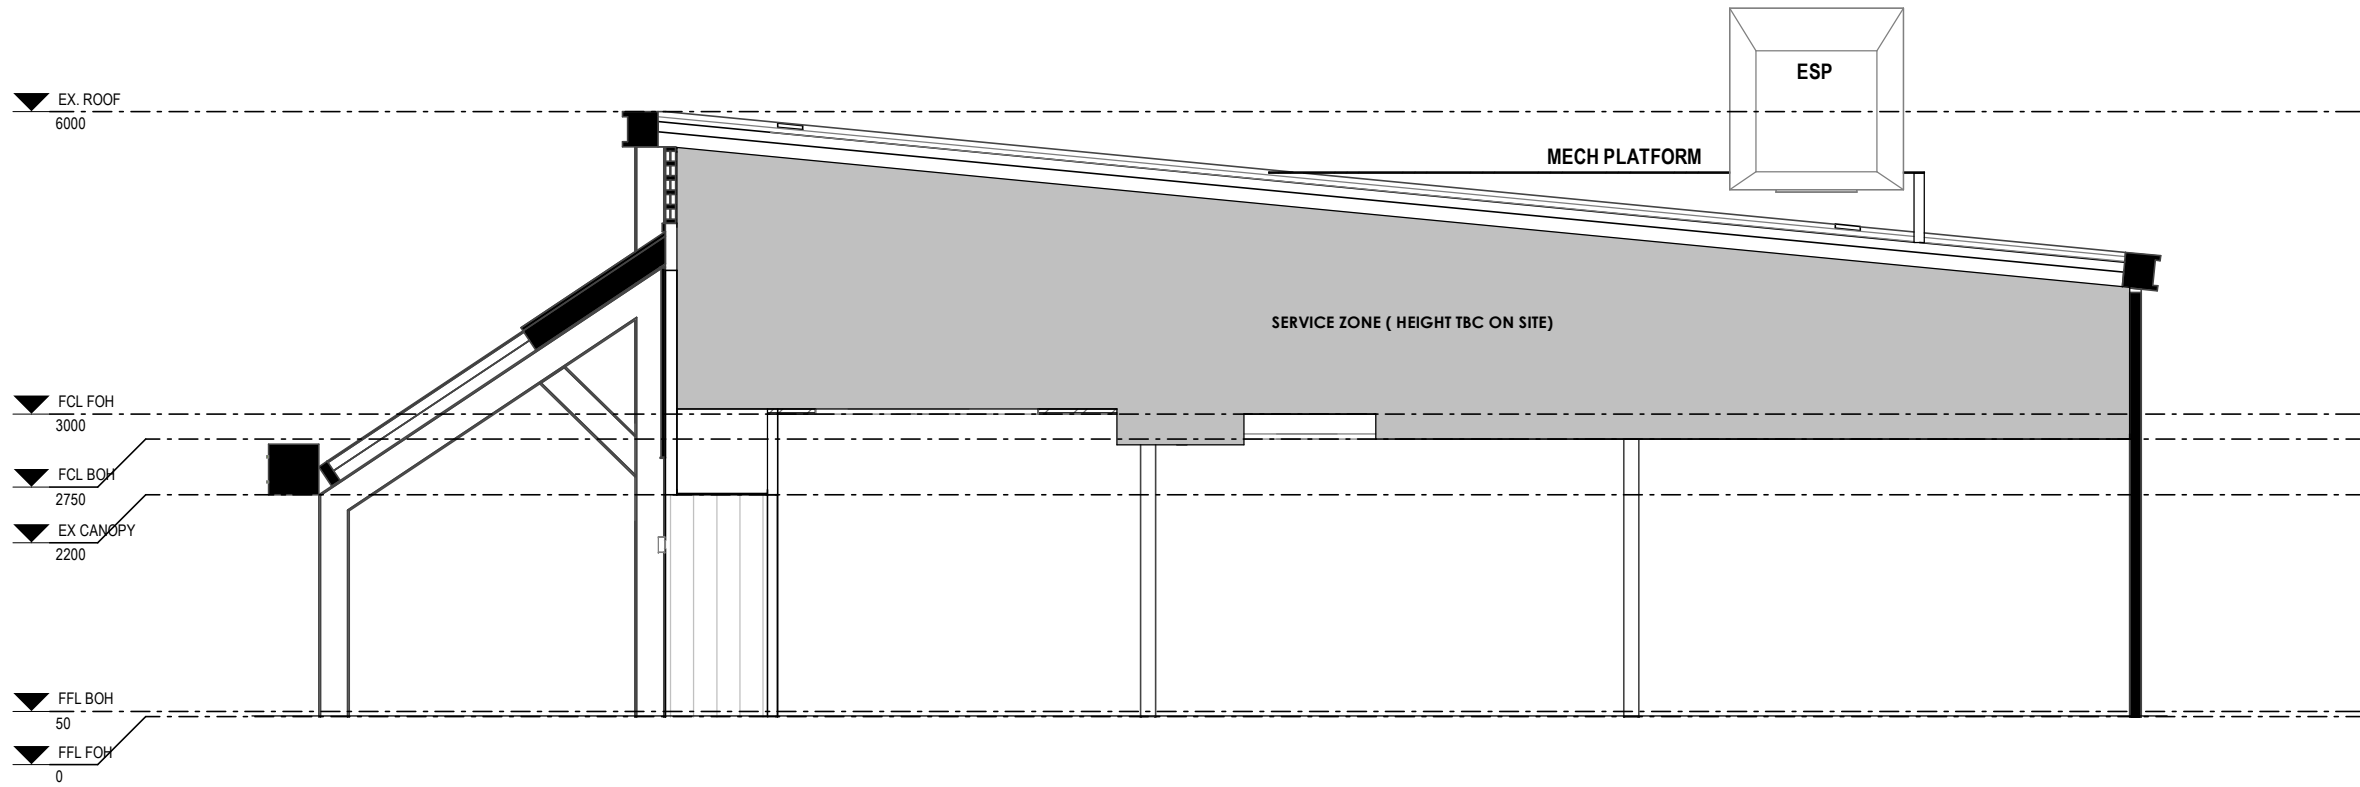 ESP
EX. ROOF
6000
MECH PLATFORM
SERVICE ZONE ( HEIGHT TBC ON SITE)
FCL FOH
3000
FCL BOH
2750
EX CANOPY
2200
FFL BOH
50
FFL FOH
0